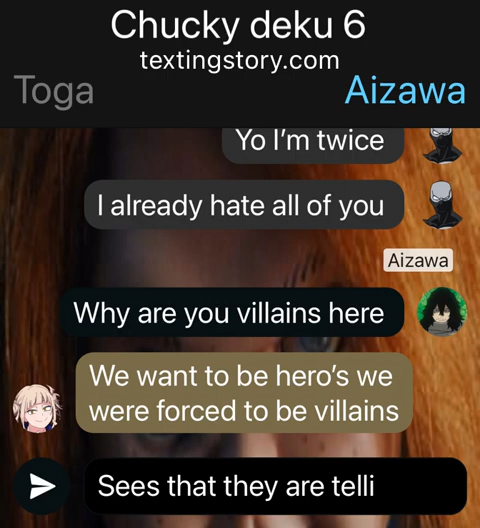 Chucky deku 6
textingstory.com
Toga
Aizawa
Yo I’m twice
I already hate all of you
Aizawa
Why are you villains here
We want to be hero’s we
were forced to be villains
Sees that they are telli